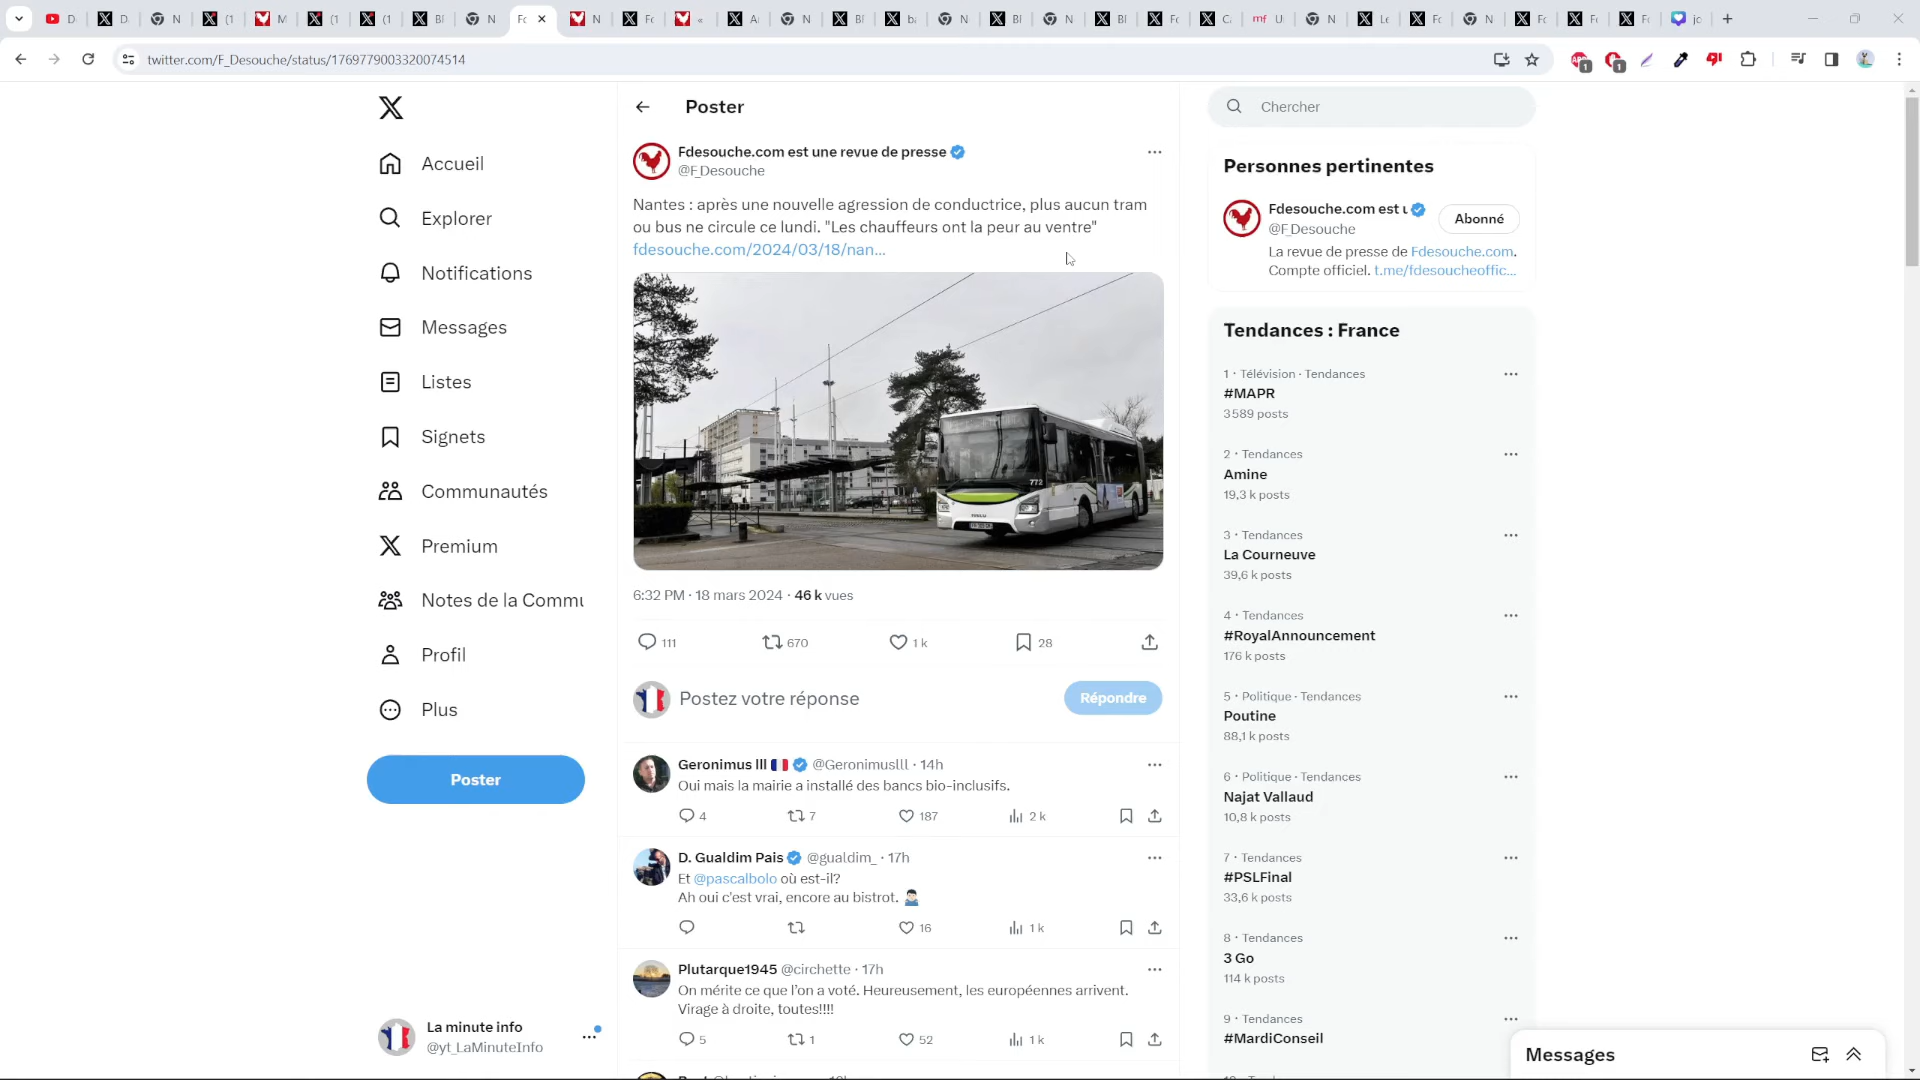 twitter.com/F_Desouche/status/1769779003320074514
Accueil
Explorer
Notifications
Messages
Listes
Signets
Communautés
Premium
Notes de la Commu
Profil
Plus
Poster
La minute info
@yt_LaMinuteInfo
Poster
Fdesouche.com est une revue de presse
@F_Desouche
Nantes : après une nouvelle agression de conductrice, plus aucun tram
ou bus ne circule ce lundi. "Les chauffeurs ont la peur au ventre"
fdesouche.com/2024/03/18/nan...
772
6:32 PM · 18 mars 2024 · 46 k vues
111 670 1 k 28
Postez votre réponse
Répondre
Geronimus lll @Geronimuslll · 14h
Oui mais la mairie a installé des bancs bio-inclusifs.
4 7 187 2 k
D. Gualdim Pais @gualdim_ · 17h
Et @pascalbolo où est-il?
Ah oui c'est vrai, encore au bistrot.
16 1 k
Plutarque1945 @circhette · 17h
On mérite ce que l'on a voté. Heureusement, les européennes arrivent.
Virage à droite, toutes!!!!
5 1 52 1 k
Chercher
Personnes pertinentes
Fdesouche.com est u
Abonné
@F_Desouche
La revue de presse de Fdesouche.com.
Compte officiel. t.me/fdesoucheoffic...
Tendances : France
1 · Télévision · Tendances
#MAPR
3 589 posts
2 · Tendances
Amine
19,3 k posts
3 · Tendances
La Courneuve
39,6 k posts
4 · Tendances
#RoyalAnnouncement
176 k posts
5 · Politique · Tendances
Poutine
88,1 k posts
6 · Politique · Tendances
Najat Vallaud
10,8 k posts
7 · Tendances
#PSLFinal
33,6 k posts
8 · Tendances
3 Go
114 k posts
9 · Tendances
#MardiConseil
Messages